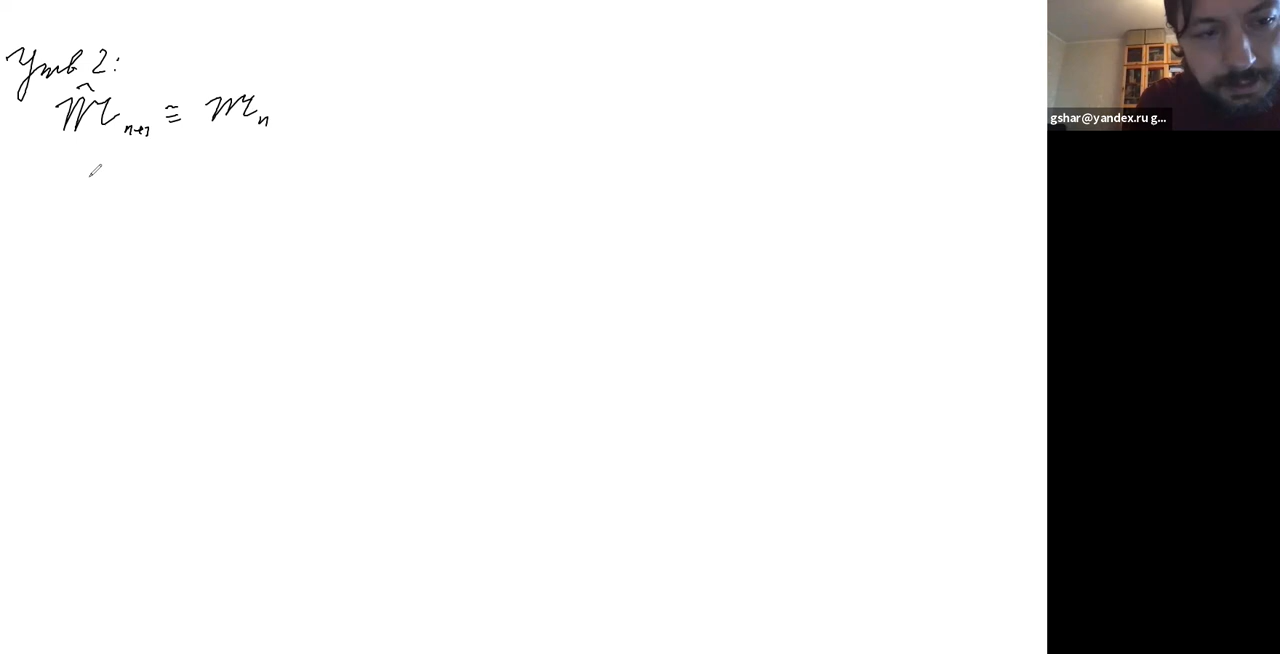 Утв 2:
𝔐̂ₙ₊₁ ≅ 𝔐ₙ
gshar@yandex.ru g...